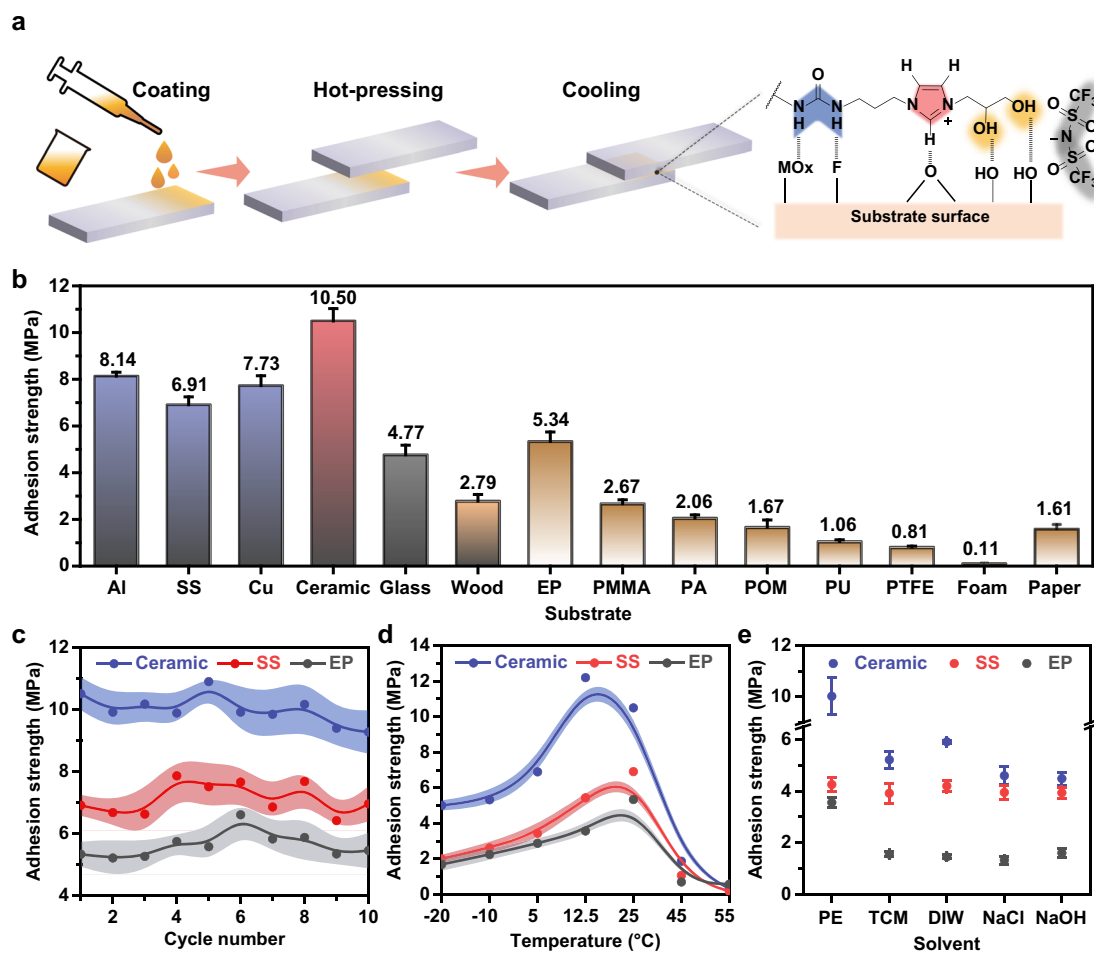 a
Coating
Hot-pressing
Cooling
H H
O
N N N N OH
H H + OH
H
CF3
O S O
− N
O S O
CF3
MOx F O HO HO
Substrate surface
b
Adhesion strength (MPa)
12
10
8
6
4
2
0
8.14
6.91
7.73
10.50
4.77
2.79
5.34
2.67
2.06
1.67
1.06
0.81
0.11
1.61
Al SS Cu Ceramic Glass Wood EP PMMA PA POM PU PTFE Foam Paper
Substrate
c
Ceramic SS EP
Adhesion strength (MPa)
12
10
8
6
4
2 4 6 8 10
Cycle number
d
Ceramic SS EP
Adhesion strength (MPa)
14
12
10
8
6
4
2
0
-20 -10 5 12.5 25 45 55
Temperature (°C)
e
Ceramic SS EP
Adhesion strength (MPa)
12
10
6
4
2
0
PE TCM DIW NaCl NaOH
Solvent